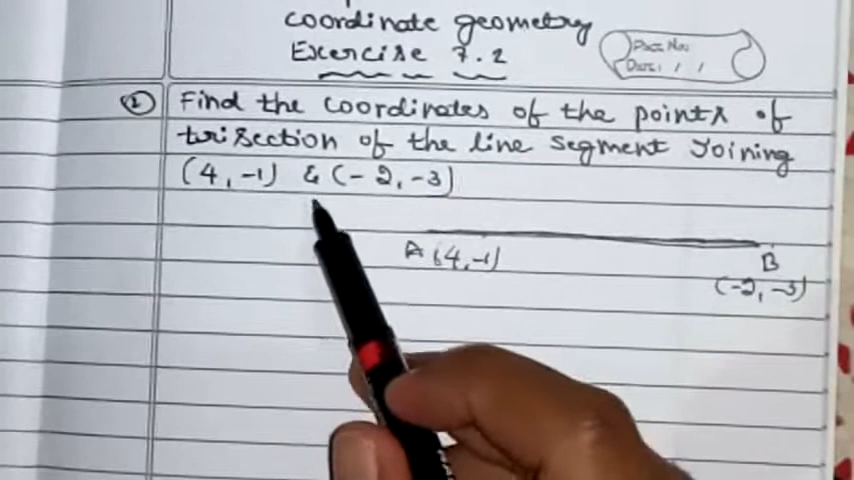 coordinate geometry
Exercise 7.2
Page No:
Date: / /
2 Find the coordinates of the points of
trisection of the line segment joining
(4, -1) & (-2, -3)
A (4, -1)
B
(-2, -3)